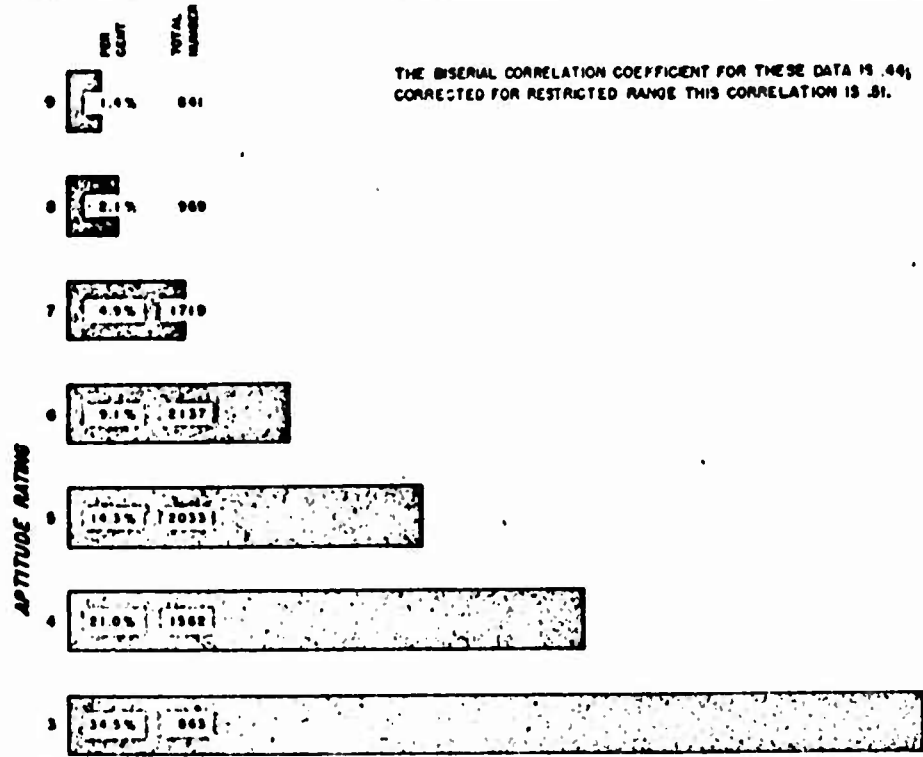 PER CENT
TOTAL NUMBER
THE BISERIAL CORRELATION COEFFICIENT FOR THESE DATA IS .44;
CORRECTED FOR RESTRICTED RANGE THIS CORRELATION IS .51.
9 1.4% 841
8 2.1% 969
7 4.9% 1719
6 9.1% 2137
5 14.3% 2033
4 21.0% 1562
3 34.5% 865
APTITUDE RATING